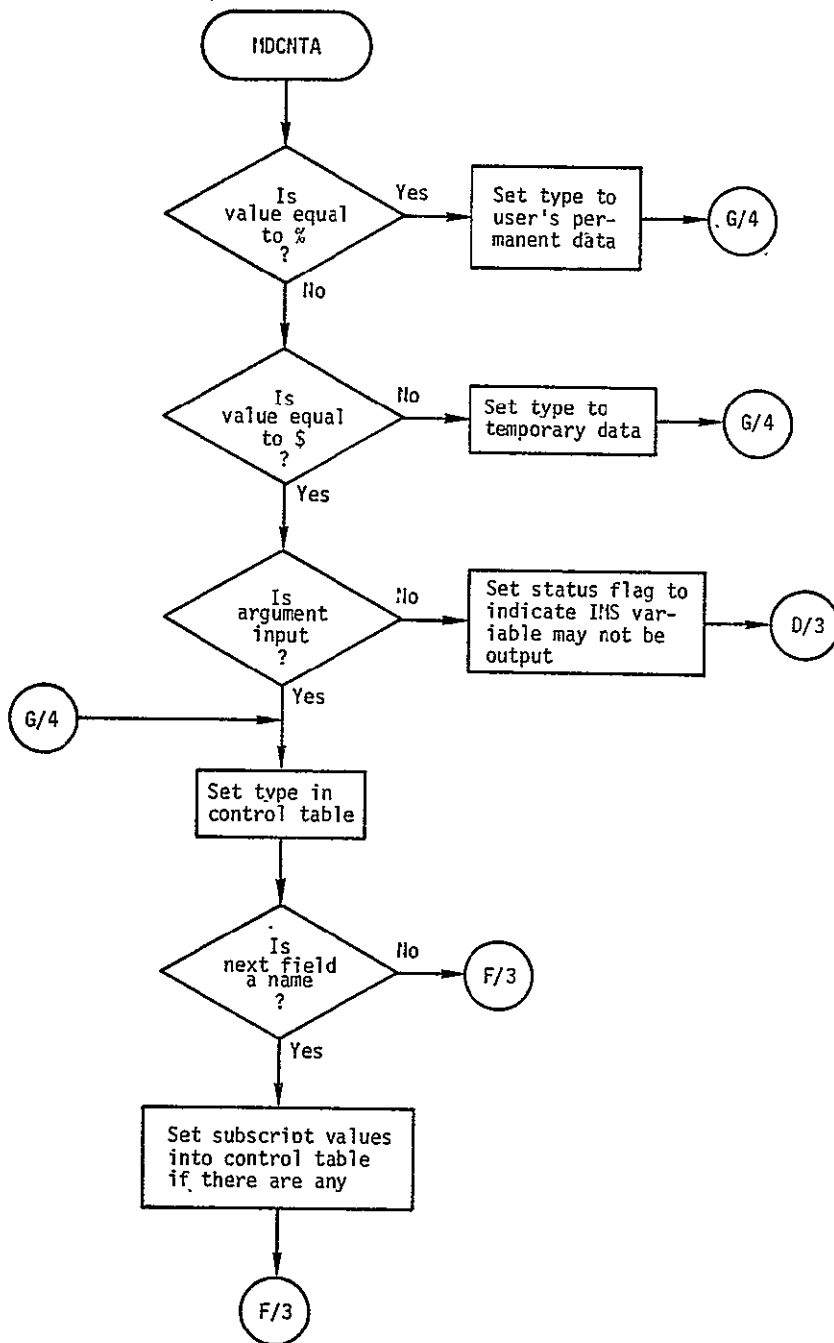 MDCNTA
Is
value equal
to %
?
Yes
Set type to
user's per-
manent data
G/4
No
Is
value equal
to $
?
No
Set type to
temporary data
G/4
Yes
Is
argument
input
?
No
Set status flag to
indicate IMS var-
iable may not be
output
D/3
Yes
G/4
Set type in
control table
Is
next field
a name
?
No
F/3
Yes
Set subscript values
into control table
if there are any
F/3